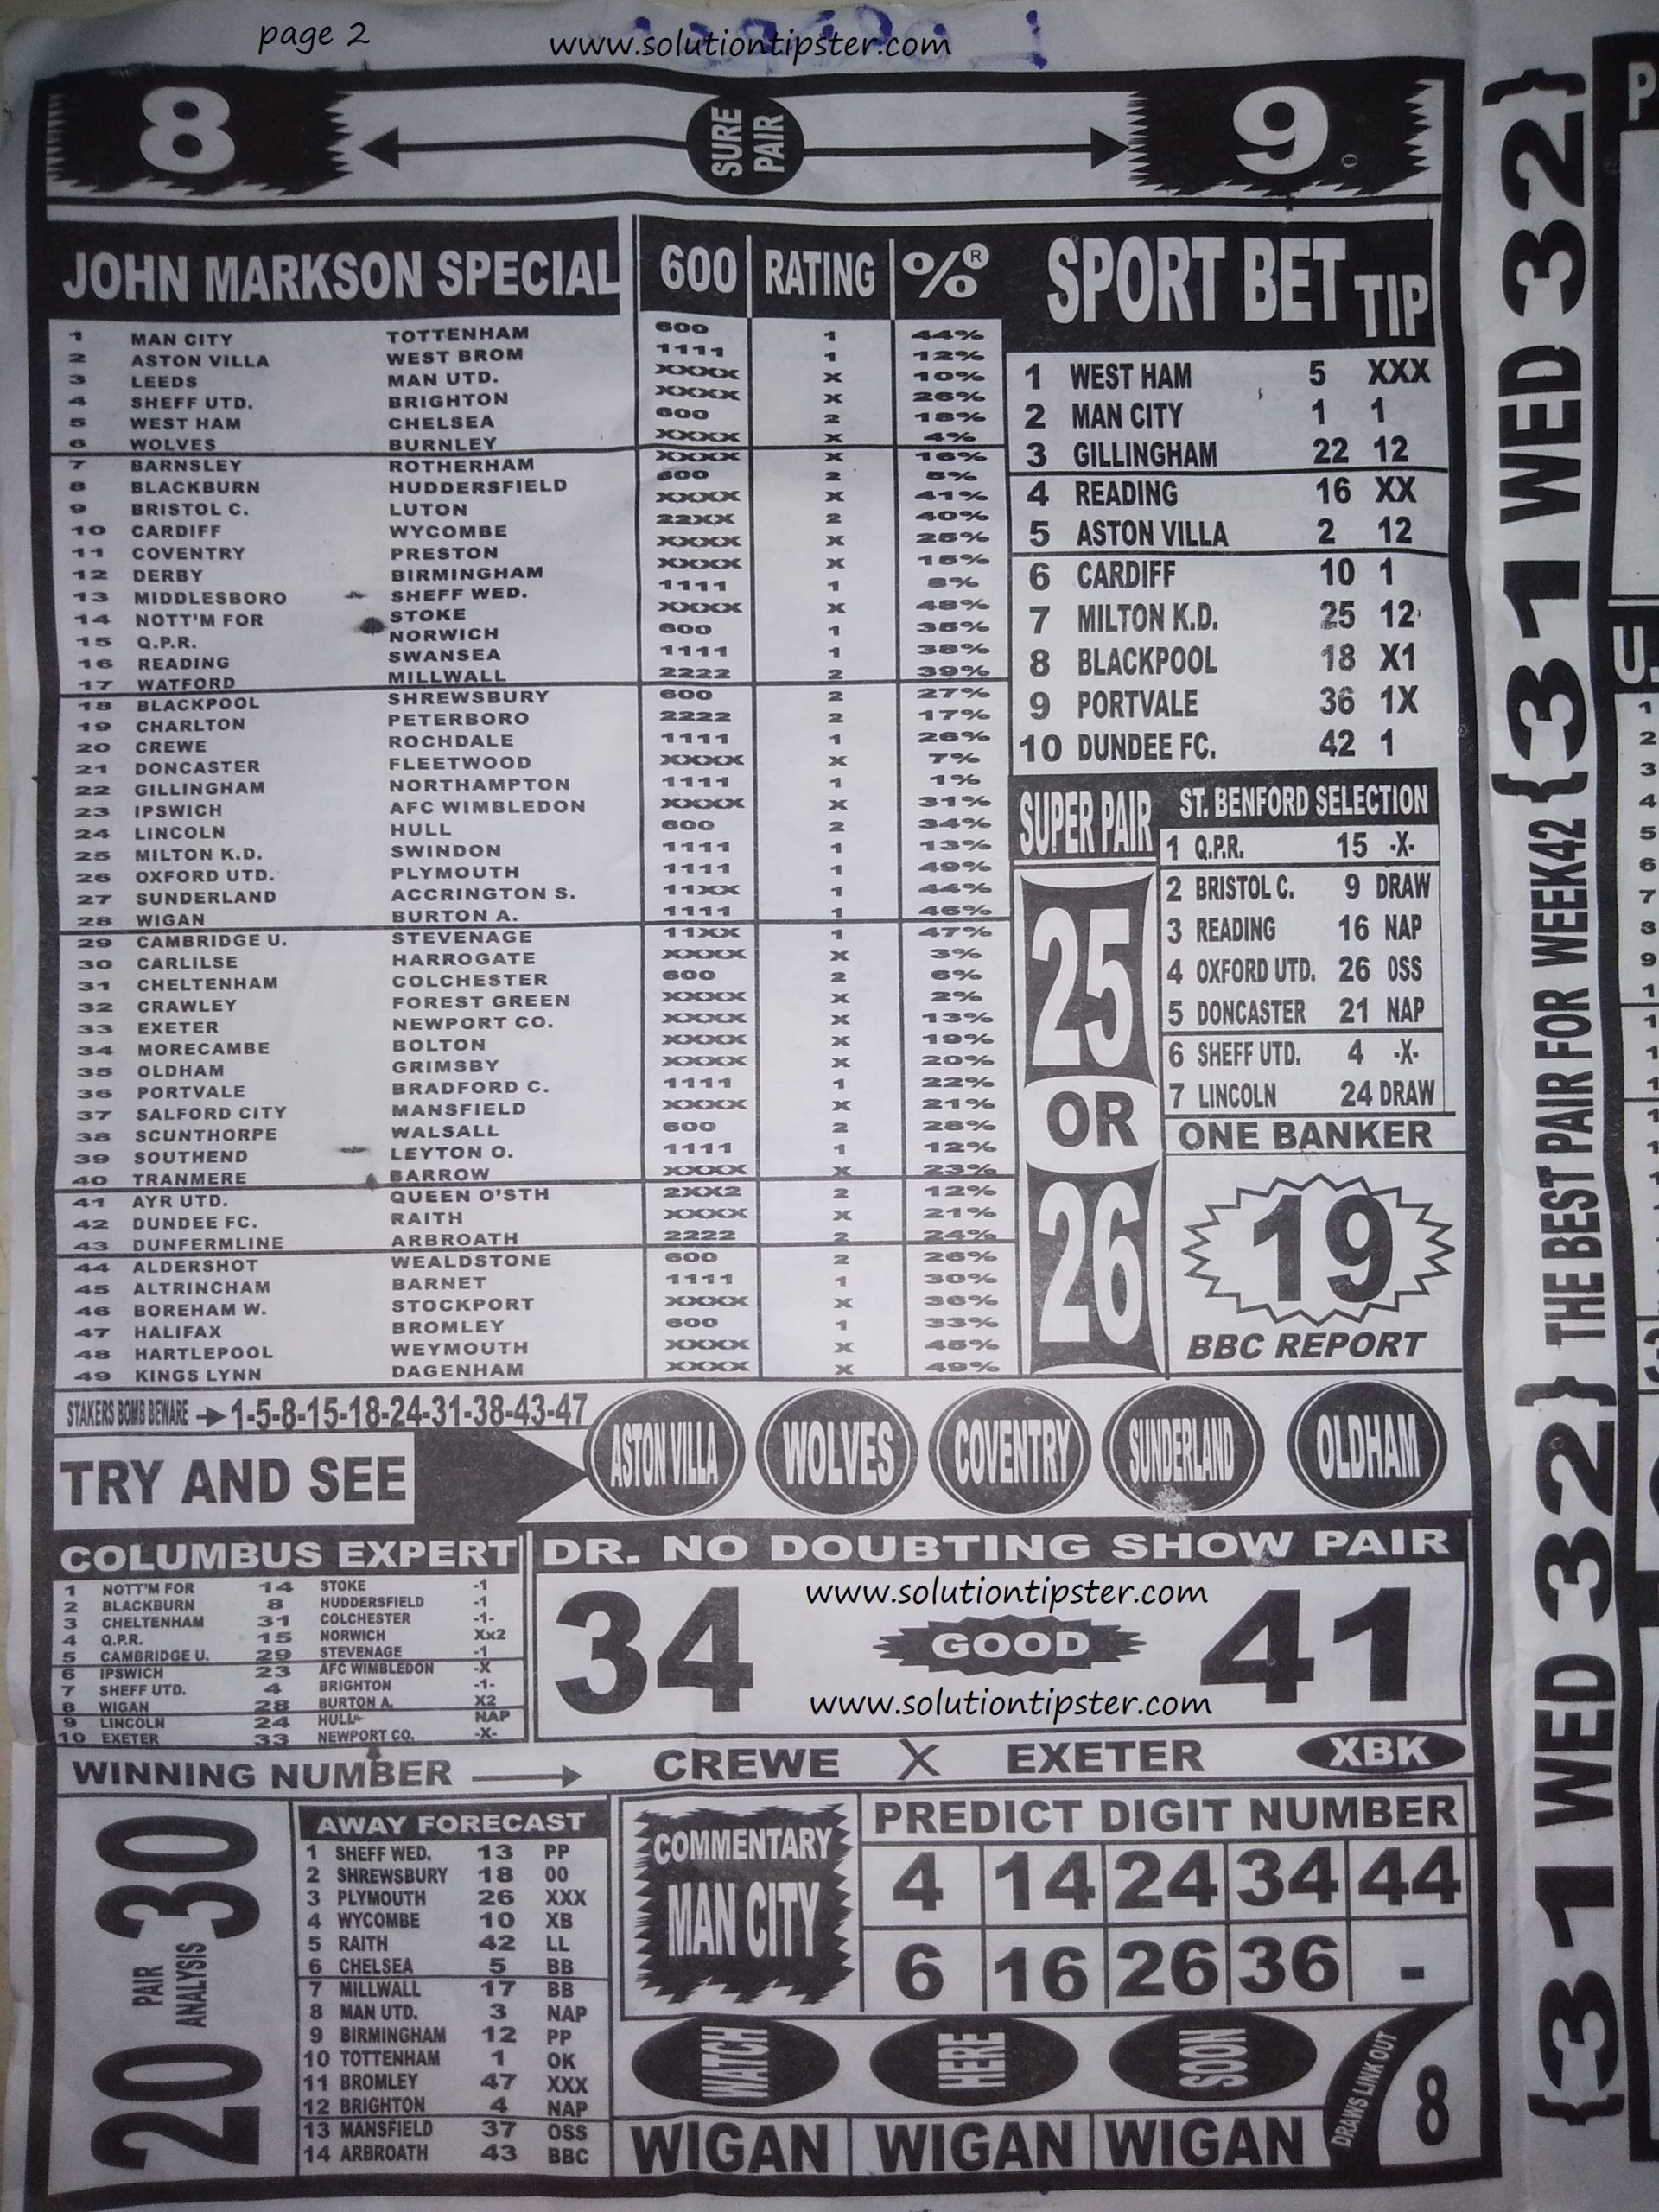 page 2
www.solutiontipster.com
8 SURE PAIR 9
JOHN MARKSON SPECIAL 600 RATING %®
1 MAN CITY TOTTENHAM 600 1 44%
2 ASTON VILLA WEST BROM 1111 1 12%
3 LEEDS MAN UTD. XXXX X 10%
4 SHEFF UTD. BRIGHTON XXXX X 26%
5 WEST HAM CHELSEA 600 2 18%
6 WOLVES BURNLEY XXXX X 4%
7 BARNSLEY ROTHERHAM XXXX X 16%
8 BLACKBURN HUDDERSFIELD 600 2 5%
9 BRISTOL C. LUTON XXXX X 41%
10 CARDIFF WYCOMBE 22XX 2 40%
11 COVENTRY PRESTON XXXX X 25%
12 DERBY BIRMINGHAM XXXX X 15%
13 MIDDLESBORO SHEFF WED. 1111 1 8%
14 NOTT'M FOR STOKE XXXX X 48%
15 Q.P.R. NORWICH 600 1 35%
16 READING SWANSEA 1111 1 38%
17 WATFORD MILLWALL 2222 2 39%
18 BLACKPOOL SHREWSBURY 600 2 27%
19 CHARLTON PETERBORO 2222 2 17%
20 CREWE ROCHDALE 1111 1 26%
21 DONCASTER FLEETWOOD XXXX X 7%
22 GILLINGHAM NORTHAMPTON 1111 1 1%
23 IPSWICH AFC WIMBLEDON XXXX X 31%
24 LINCOLN HULL 600 2 34%
25 MILTON K.D. SWINDON 1111 1 13%
26 OXFORD UTD. PLYMOUTH 1111 1 49%
27 SUNDERLAND ACCRINGTON S. 11XX 1 44%
28 WIGAN BURTON A. 1111 1 46%
29 CAMBRIDGE U. STEVENAGE 11XX 1 47%
30 CARLILSE HARROGATE XXXX X 3%
31 CHELTENHAM COLCHESTER 600 2 6%
32 CRAWLEY FOREST GREEN XXXX X 2%
33 EXETER NEWPORT CO. XXXX X 13%
34 MORECAMBE BOLTON XXXX X 19%
35 OLDHAM GRIMSBY XXXX X 20%
36 PORTVALE BRADFORD C. 1111 1 22%
37 SALFORD CITY MANSFIELD XXXX X 21%
38 SCUNTHORPE WALSALL 600 2 28%
39 SOUTHEND LEYTON O. 1111 1 12%
40 TRANMERE BARROW XXXX X 23%
41 AYR UTD. QUEEN O'STH 2XX2 2 12%
42 DUNDEE FC. RAITH XXXX X 21%
43 DUNFERMLINE ARBROATH 2222 2 24%
44 ALDERSHOT WEALDSTONE 600 2 26%
45 ALTRINCHAM BARNET 1111 1 30%
46 BOREHAM W. STOCKPORT XXXX X 36%
47 HALIFAX BROMLEY 600 1 33%
48 HARTLEPOOL WEYMOUTH XXXX X 45%
49 KINGS LYNN DAGENHAM XXXX X 49%
SPORT BET TIP
1 WEST HAM 5 XXX
2 MAN CITY 1 1
3 GILLINGHAM 22 12
4 READING 16 XX
5 ASTON VILLA 2 12
6 CARDIFF 10 1
7 MILTON K.D. 25 12
8 BLACKPOOL 18 X1
9 PORTVALE 36 1X
10 DUNDEE FC. 42 1
SUPER PAIR
25
OR
26
ST. BENFORD SELECTION
1 Q.P.R. 15 -X-
2 BRISTOL C. 9 DRAW
3 READING 16 NAP
4 OXFORD UTD. 26 OSS
5 DONCASTER 21 NAP
6 SHEFF UTD. 4 -X-
7 LINCOLN 24 DRAW
ONE BANKER
19
BBC REPORT
STAKERS BOMB BEWARE 1-5-8-15-18-24-31-38-43-47
TRY AND SEE ASTON VILLA WOLVES COVENTRY SUNDERLAND OLDHAM
COLUMBUS EXPERT
1 NOTT'M FOR 14 STOKE -1
2 BLACKBURN 8 HUDDERSFIELD -1
3 CHELTENHAM 31 COLCHESTER -1-
4 Q.P.R. 15 NORWICH Xx2
5 CAMBRIDGE U. 29 STEVENAGE -1
6 IPSWICH 23 AFC WIMBLEDON -X
7 SHEFF UTD. 4 BRIGHTON -1-
8 WIGAN 28 BURTON A. X2
9 LINCOLN 24 HULL NAP
10 EXETER 33 NEWPORT CO. -X-
DR. NO DOUBTING SHOW PAIR
www.solutiontipster.com
34 GOOD 41
www.solutiontipster.com
WINNING NUMBER CREWE X EXETER XBK
20 PAIR ANALYSIS 30
AWAY FORECAST
1 SHEFF WED. 13 PP
2 SHREWSBURY 18 00
3 PLYMOUTH 26 XXX
4 WYCOMBE 10 XB
5 RAITH 42 LL
6 CHELSEA 5 BB
7 MILLWALL 17 BB
8 MAN UTD. 3 NAP
9 BIRMINGHAM 12 PP
10 TOTTENHAM 1 OK
11 BROMLEY 47 XXX
12 BRIGHTON 4 NAP
13 MANSFIELD 37 OSS
14 ARBROATH 43 BBC
COMMENTARY
MAN CITY
PREDICT DIGIT NUMBER
4 14 24 34 44
6 16 26 36 -
WATCH HERE SOON
WIGAN WIGAN WIGAN
DRAWS LINK OUT 8
{31 WED 32} THE BEST PAIR FOR WEEK42 {31 WED 32}
{31 WED 32}